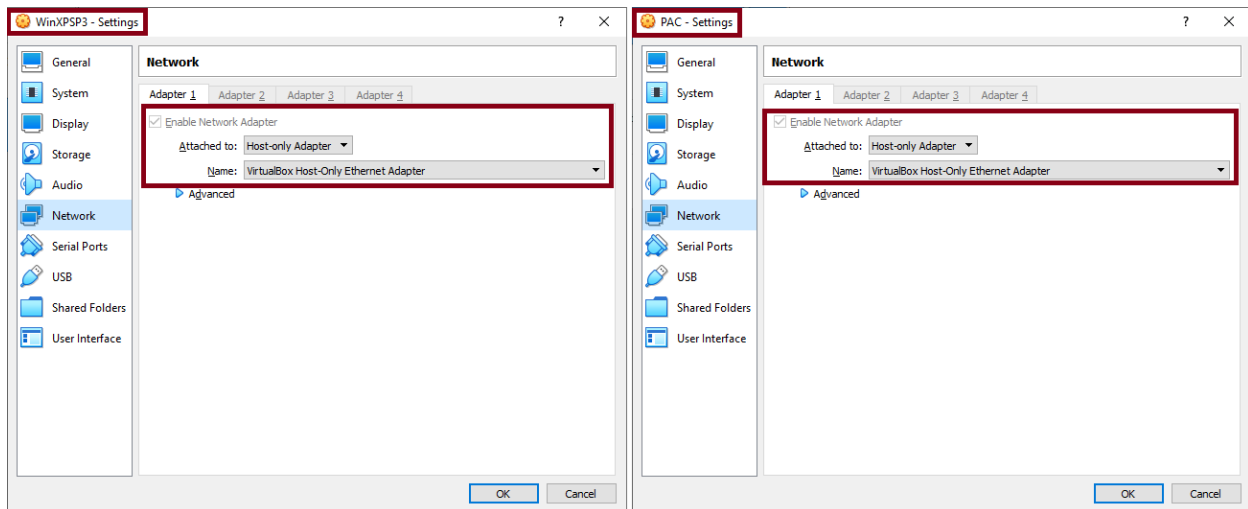 WinXPSP3 - Settings ? ×
General
System
Display
Storage
Audio
Network
Serial Ports
USB
Shared Folders
User Interface
Network
Adapter 1 Adapter 2 Adapter 3 Adapter 4
Enable Network Adapter
Attached to: Host-only Adapter
Name: VirtualBox Host-Only Ethernet Adapter
Advanced
OK Cancel
PAC - Settings ? ×
General
System
Display
Storage
Audio
Network
Serial Ports
USB
Shared Folders
User Interface
Network
Adapter 1 Adapter 2 Adapter 3 Adapter 4
Enable Network Adapter
Attached to: Host-only Adapter
Name: VirtualBox Host-Only Ethernet Adapter
Advanced
OK Cancel